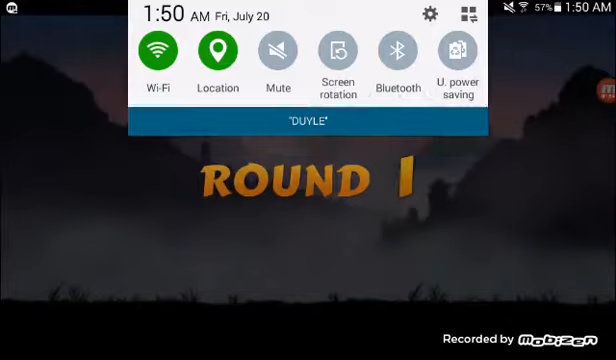 1:50 AM Fri, July 20
57% 1:50 AM
Wi-Fi
Location
Mute
Screen
rotation
Bluetooth
U. power
saving
"DUYLE"
ROUND 1
Recorded by MOBIZEN